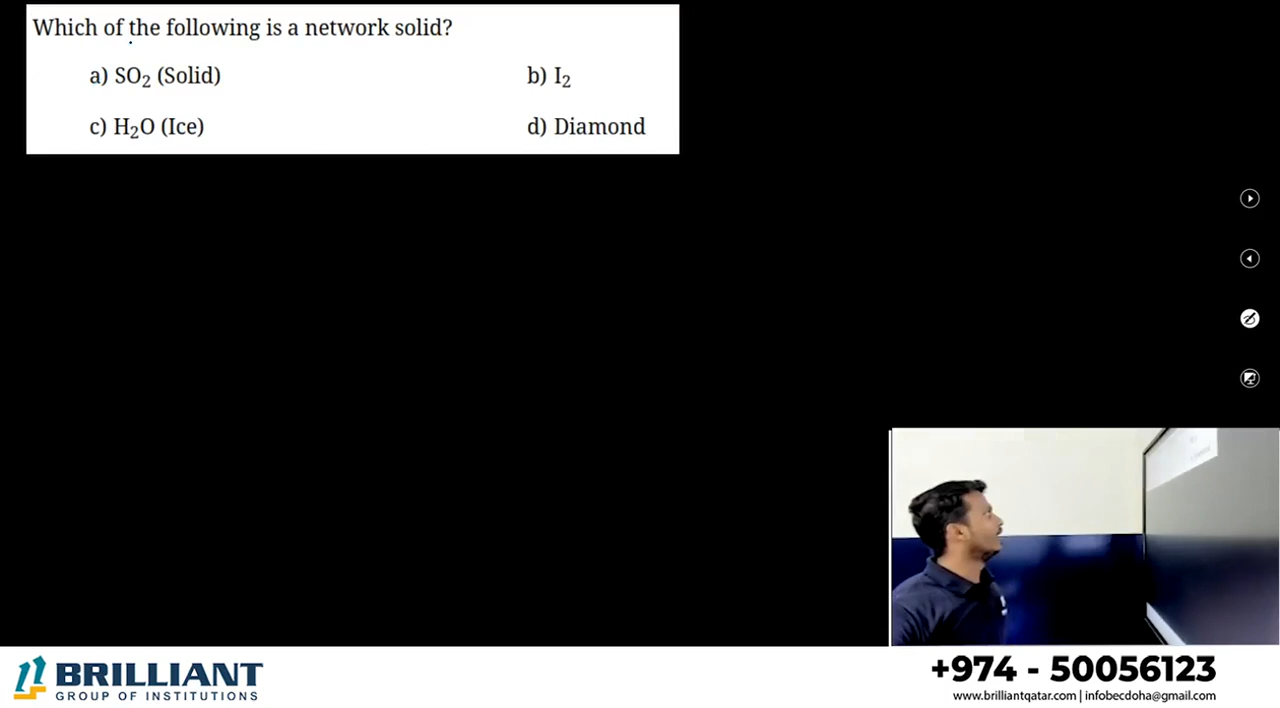 Which of the following is a network solid?
a) SO₂ (Solid)
b) I₂
c) H₂O (Ice)
d) Diamond
BRILLIANT
GROUP OF INSTITUTIONS
+974 - 50056123
www.brilliantqatar.com | infobecdoha@gmail.com